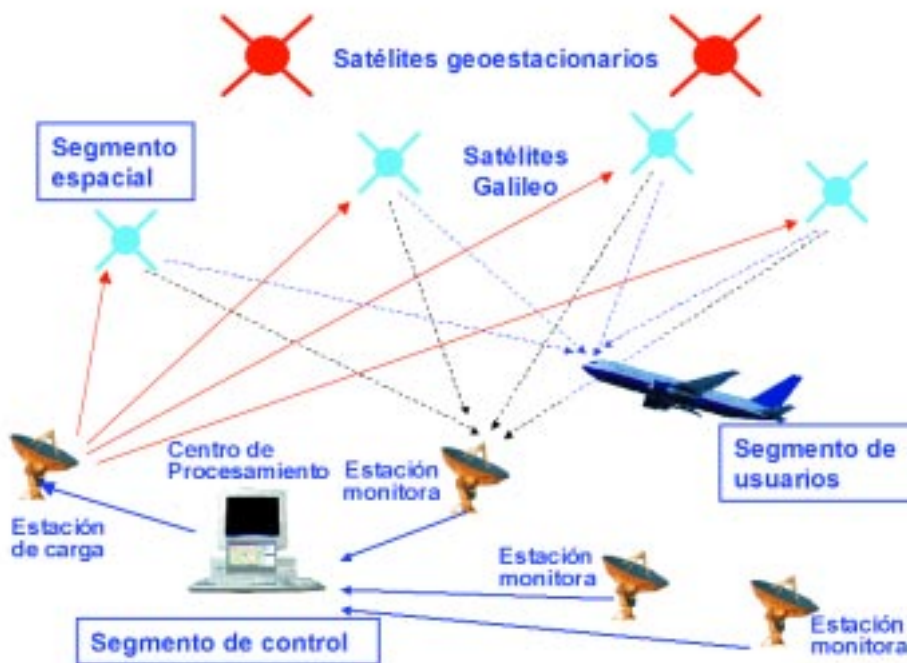 Satélites geoestacionarios
Segmento
espacial
Satélites
Galileo
Centro de
Procesamiento
Estación
monitora
Segmento de
usuarios
Estación
de carga
Estación
monitora
Estación
monitora
Segmento de control